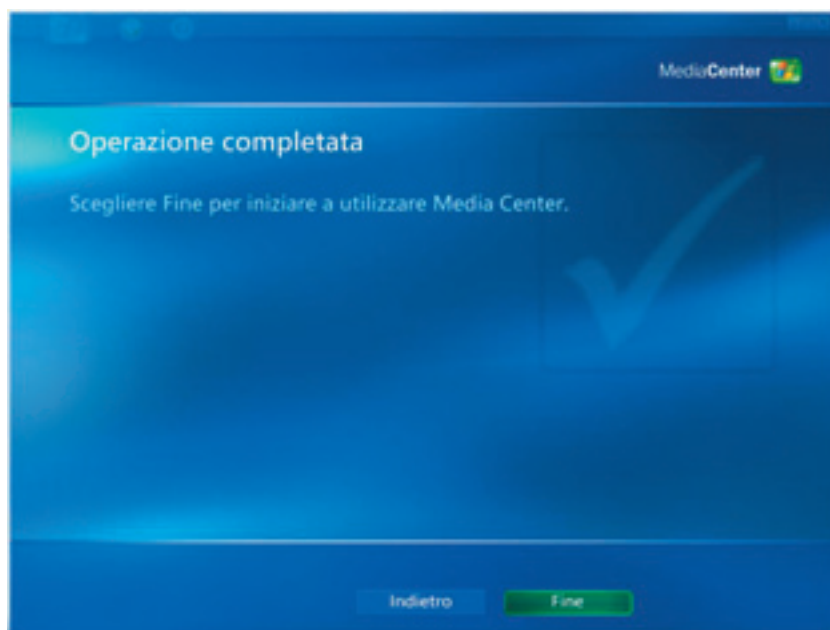 MediaCenter
Operazione completata
Scegliere Fine per iniziare a utilizzare Media Center.
Indietro
Fine